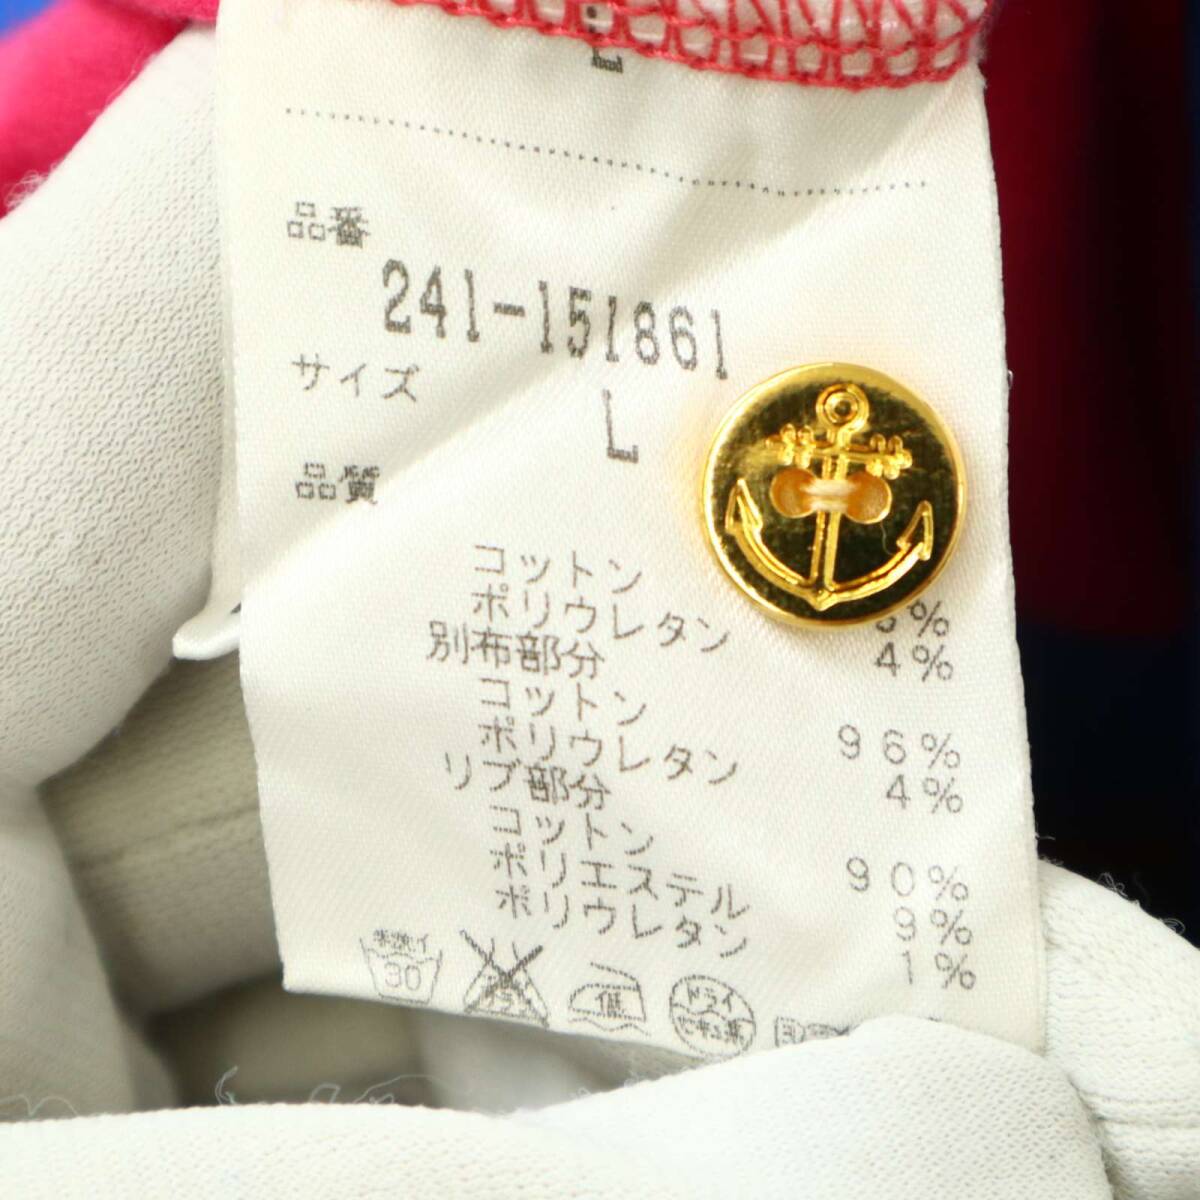 品番
241-151861
サイズ
L
品質
コットン
ポリウレタン 4%
別布部分
コットン 96%
ポリウレタン 4%
リブ部分
コットン 90%
ポリエステル 9%
ポリウレタン 1%
30
低
ドライ